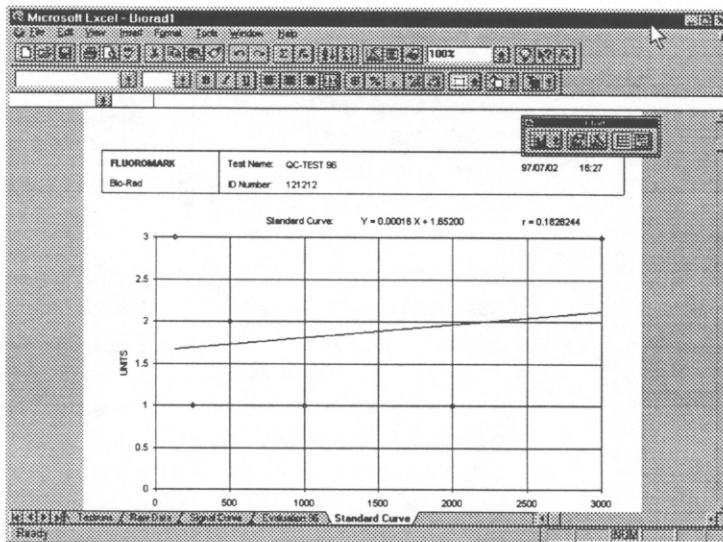 Microsoft Excel - Biorad1
File Edit View Insert Format Tools Window Help
100%
FLUOROMARK
Test Name: QC-TEST 96
97/07/02 16:27
Bio-Rad
ID Number 121212
Standard Curve: Y = 0.00016 X + 1.65200 r = 0.1828244
3
2.5
2
1.5
1
0.5
0
UNITS
0 500 1000 1500 2000 2500 3000
Testruns Raw Data Signal Curve Evaluation 96 Standard Curve
Ready
NUM